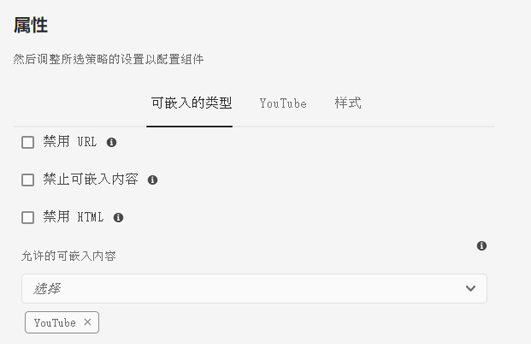 属性
然后调整所选策略的设置以配置组件
可嵌入的类型 YouTube 样式
禁用 URL
禁止可嵌入内容
禁用 HTML
允许的可嵌入内容
选择
YouTube